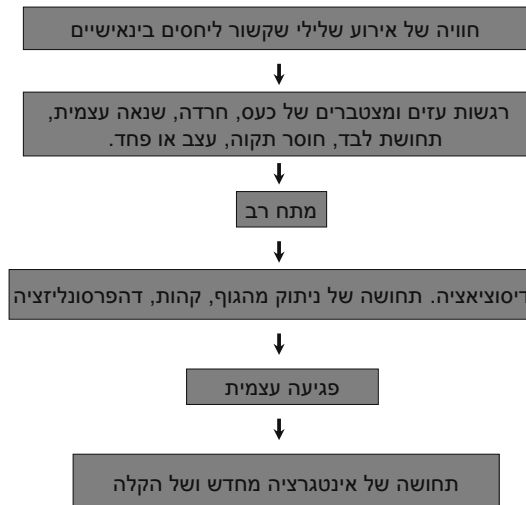 חוויה של אירוע שלילי שקשור ליחסים בינאישיים
רגשות עזים ומצטברים של כעס, חרדה, שנאה עצמית,
תחושת לבד, חוסר תקוה, עצב או פחד.
מתח רב
דיסוציאציה. תחושה של ניתוק מהגוף, קהות, דהפרסונליזציה
פגיעה עצמית
תחושה של אינטגרציה מחדש ושל הקלה